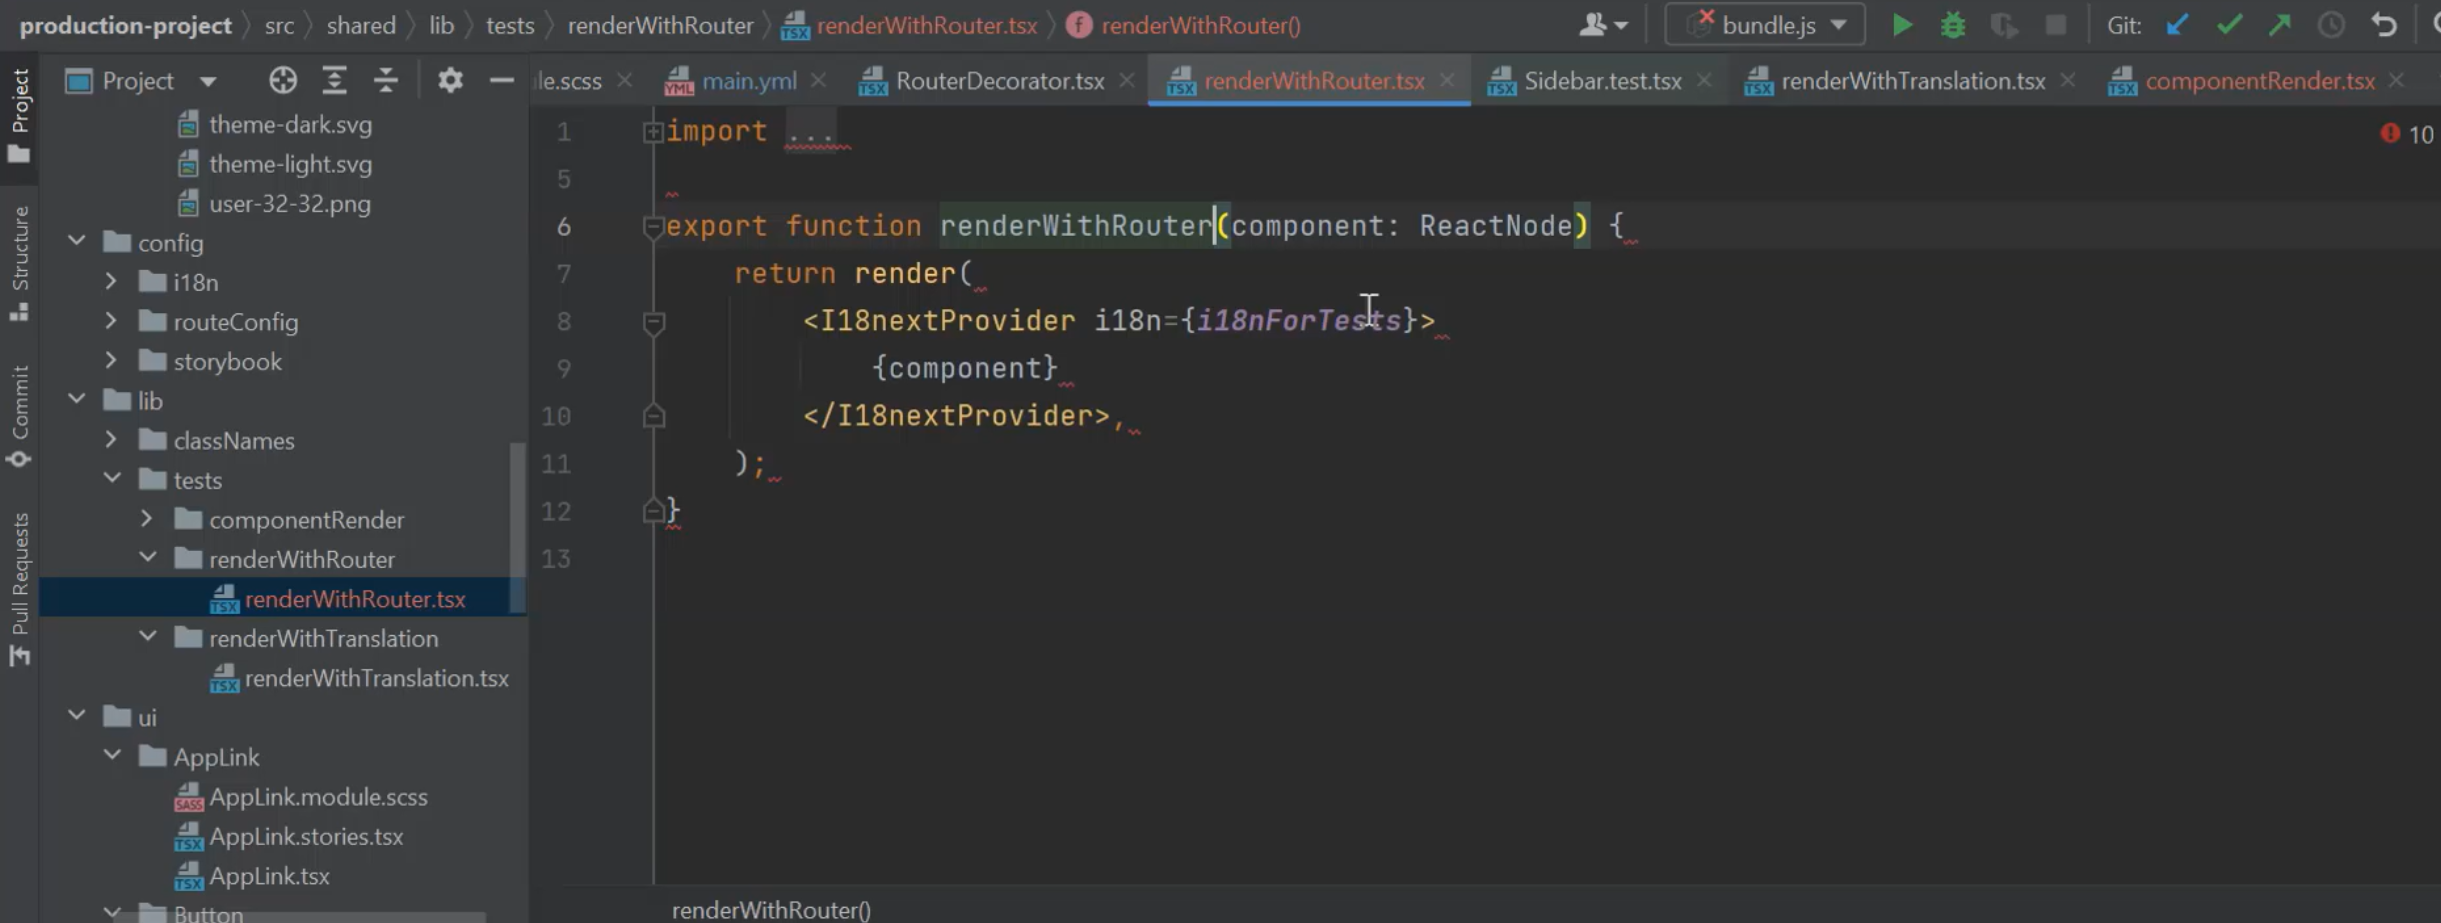 production-project src shared lib tests renderWithRouter renderWithRouter.tsx renderWithRouter() bundle.js Git:
Project
le.scss main.yml RouterDecorator.tsx renderWithRouter.tsx Sidebar.test.tsx renderWithTranslation.tsx componentRender.tsx
Project
Structure
Commit
Pull Requests
theme-dark.svg
theme-light.svg
user-32-32.png
config
i18n
routeConfig
storybook
lib
classNames
tests
componentRender
renderWithRouter
renderWithRouter.tsx
renderWithTranslation
renderWithTranslation.tsx
ui
AppLink
AppLink.module.scss
AppLink.stories.tsx
AppLink.tsx
Button
1 import ...
10
5
6 export function renderWithRouter(component: ReactNode) {
7 return render(
8 <I18nextProvider i18n={i18nForTests}>
9 {component}
10 </I18nextProvider>,
11 );
12 }
13
renderWithRouter()